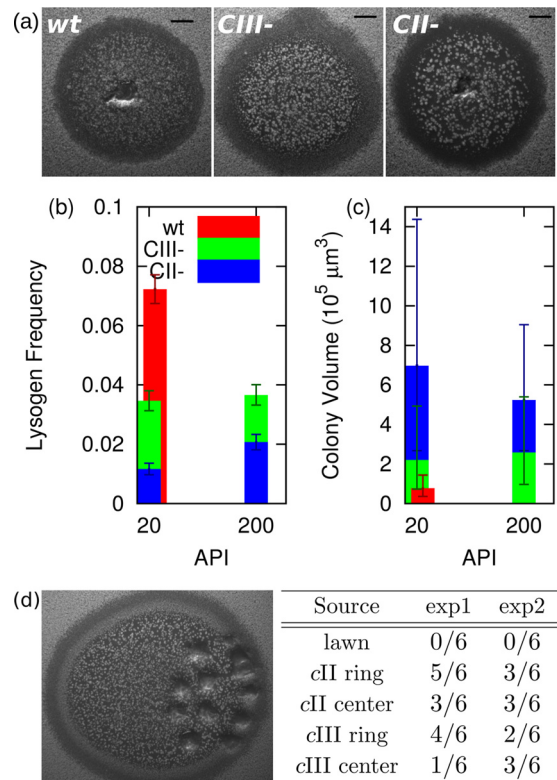 (a)
wt
CIII-
CII-
(b)
Lysogen Frequency
0.1
0.08
0.06
0.04
0.02
0
20
200
API
wt
CIII-
CII-
(c)
Colony Volume (10⁵ μm³)
14
12
10
8
6
4
2
0
20
200
API
(d)
Source exp1 exp2
lawn 0/6 0/6
cII ring 5/6 3/6
cII center 3/6 3/6
cIII ring 4/6 2/6
cIII center 1/6 3/6